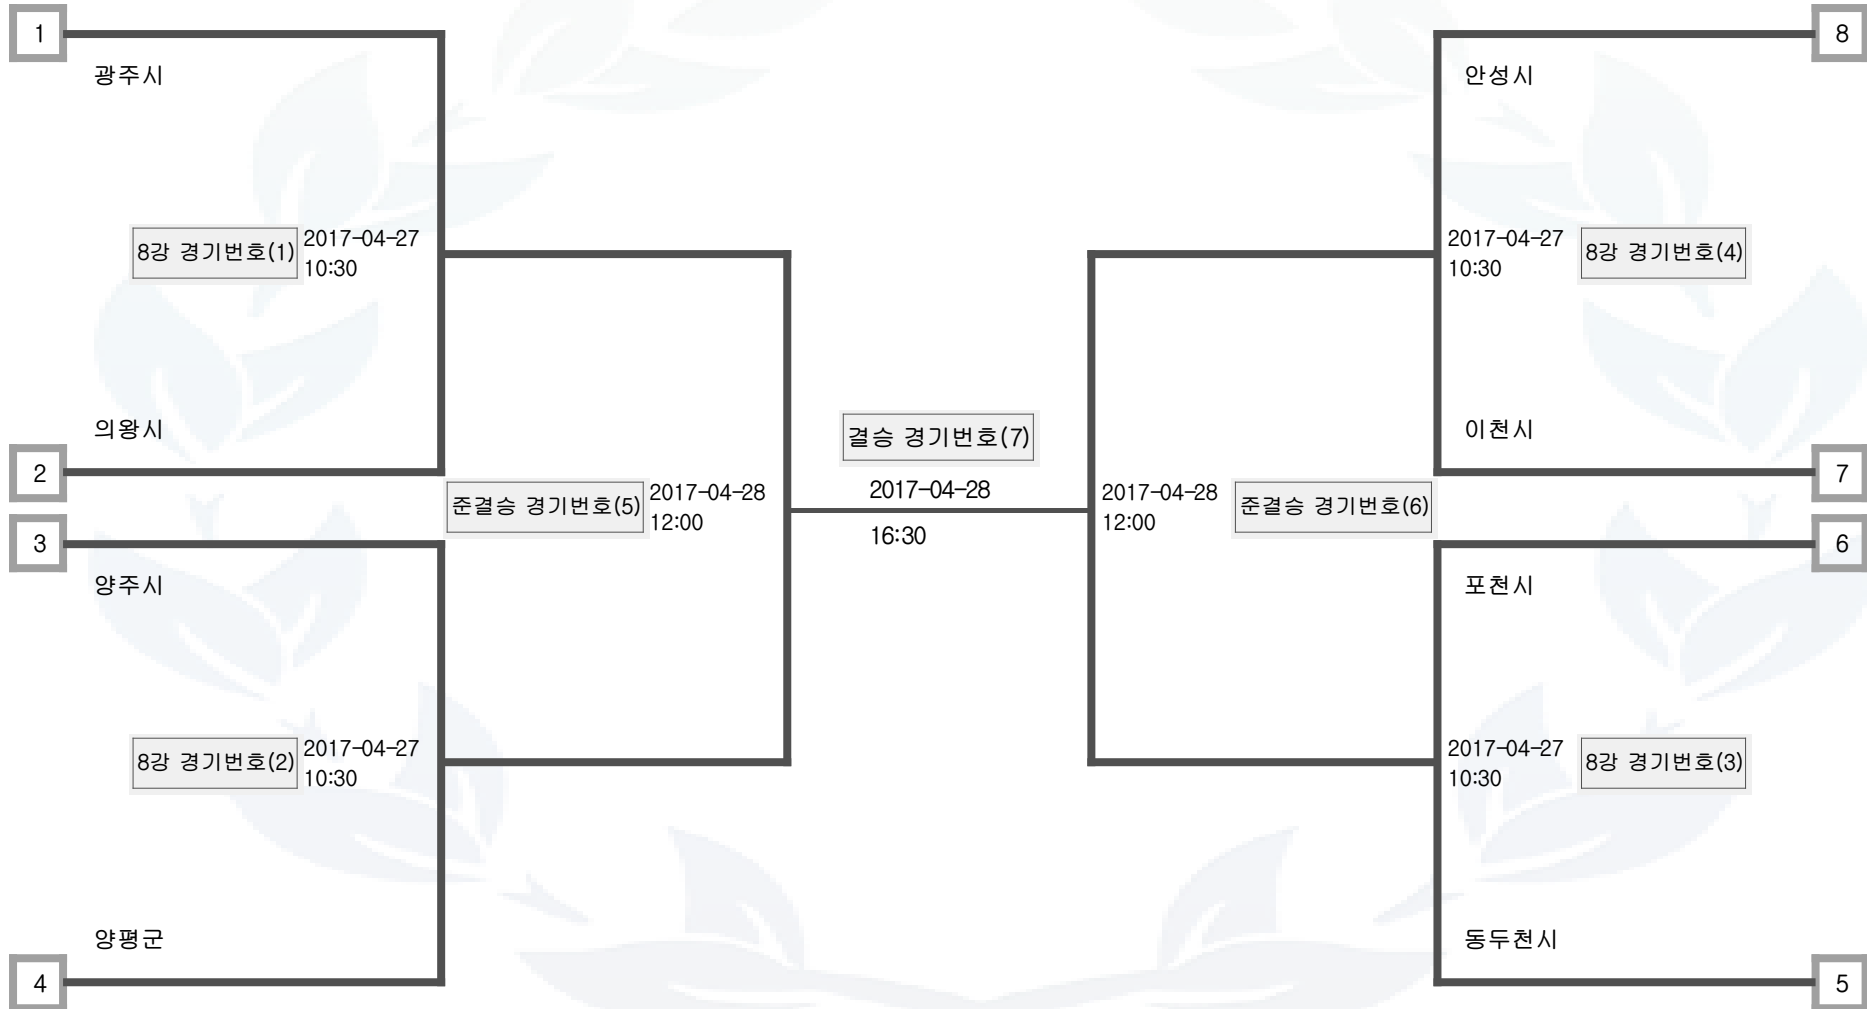 1
광주시
8강 경기번호(1)
2017-04-27
10:30
의왕시
2
3
양주시
8강 경기번호(2)
2017-04-27
10:30
양평군
4
준결승 경기번호(5)
2017-04-28
12:00
결승 경기번호(7)
2017-04-28
16:30
2017-04-28
12:00
준결승 경기번호(6)
8
안성시
2017-04-27
10:30
8강 경기번호(4)
이천시
7
6
포천시
2017-04-27
10:30
8강 경기번호(3)
동두천시
5